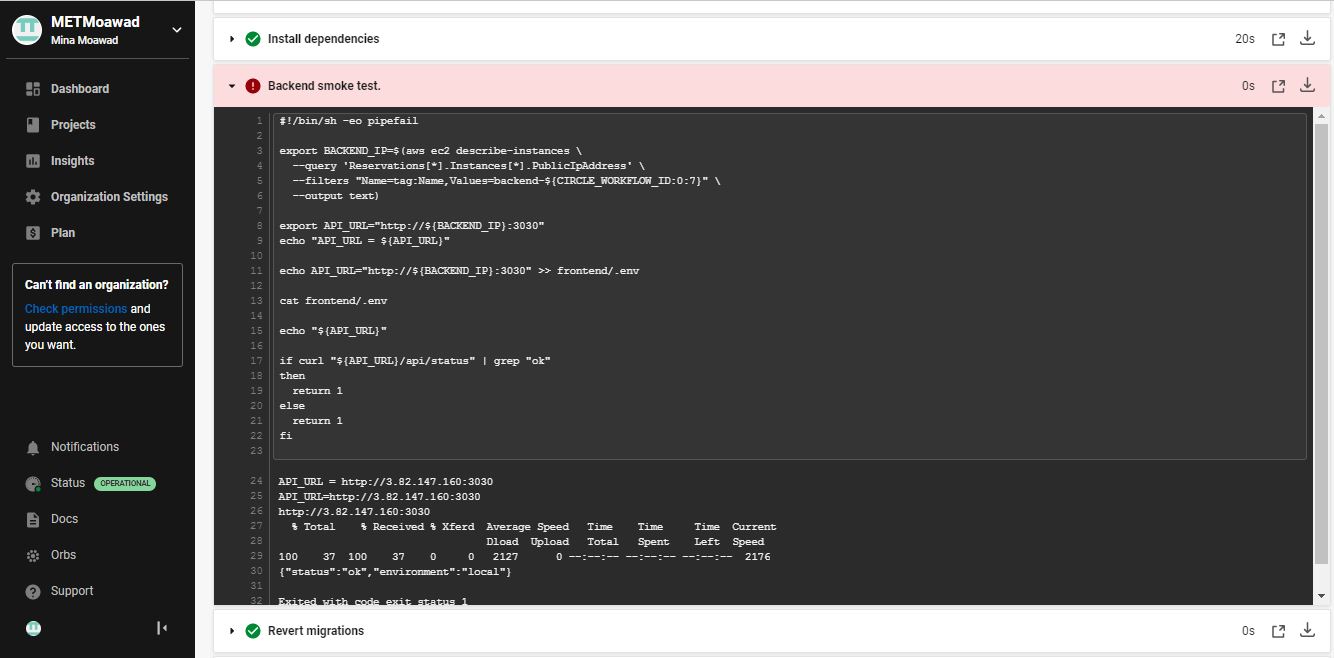 METMoawad
Mina Moawad
Dashboard
Projects
Insights
Organization Settings
Plan
Can't find an organization?
Check permissions and
update access to the ones
you want.
Notifications
Status OPERATIONAL
Docs
Orbs
Support
Install dependencies 20s
Backend smoke test. 0s
1 #!/bin/sh -eo pipefail
2
3 export BACKEND_IP=$(aws ec2 describe-instances \
4   --query 'Reservations[*].Instances[*].PublicIpAddress' \
5   --filters "Name=tag:Name,Values=backend-${CIRCLE_WORKFLOW_ID:0:7}" \
6   --output text)
7
8 export API_URL="http://${BACKEND_IP}:3030"
9 echo "API_URL = ${API_URL}"
10
11 echo API_URL="http://${BACKEND_IP}:3030" >> frontend/.env
12
13 cat frontend/.env
14
15 echo "${API_URL}"
16
17 if curl "${API_URL}/api/status" | grep "ok"
18 then
19   return 1
20 else
21   return 1
22 fi
23
24 API_URL = http://3.82.147.160:3030
25 API_URL=http://3.82.147.160:3030
26 http://3.82.147.160:3030
27   % Total    % Received % Xferd  Average Speed   Time    Time     Time  Current
28                                  Dload  Upload   Total   Spent    Left  Speed
29 100    37  100    37    0     0   2127      0 --:--:-- --:--:-- --:--:--  2176
30 {"status":"ok","environment":"local"}
31
32 Exited with code exit status 1
Revert migrations 0s